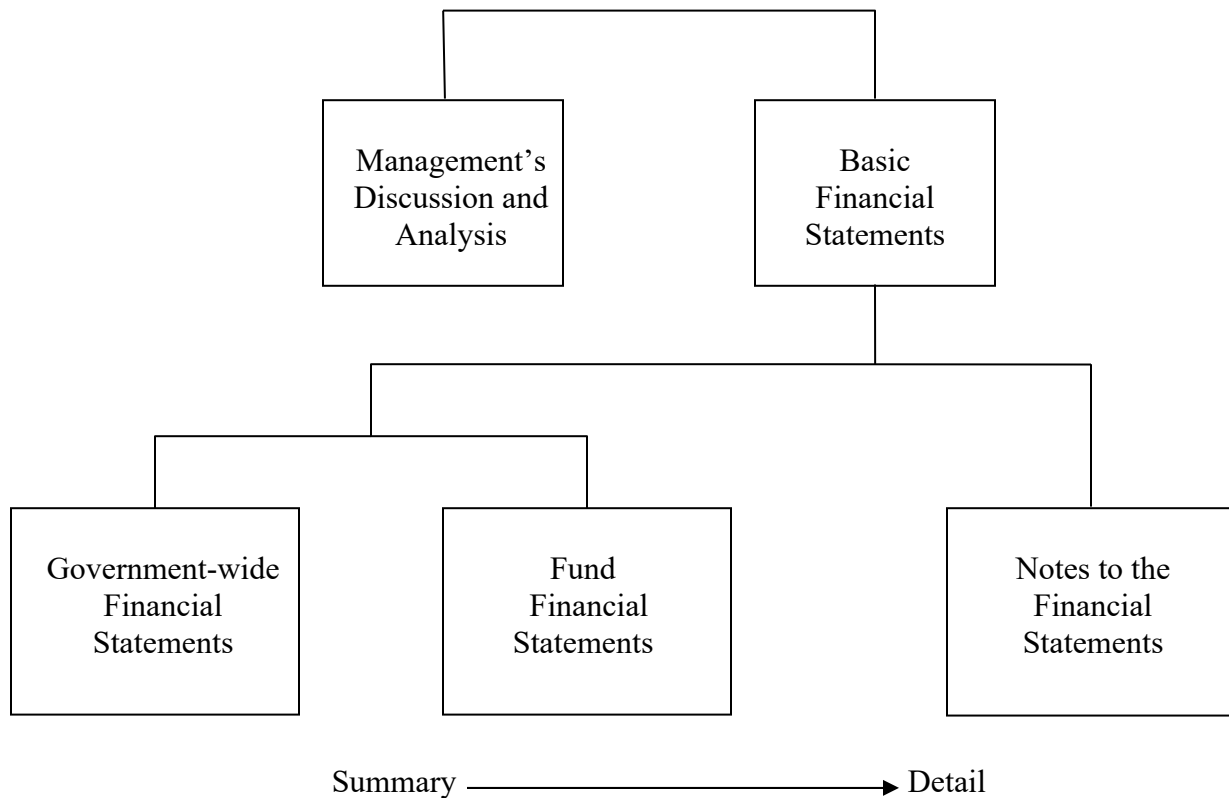 Management’s
Discussion and
Analysis
Basic
Financial
Statements
Government-wide
Financial
Statements
Fund
Financial
Statements
Notes to the
Financial
Statements
Summary
Detail